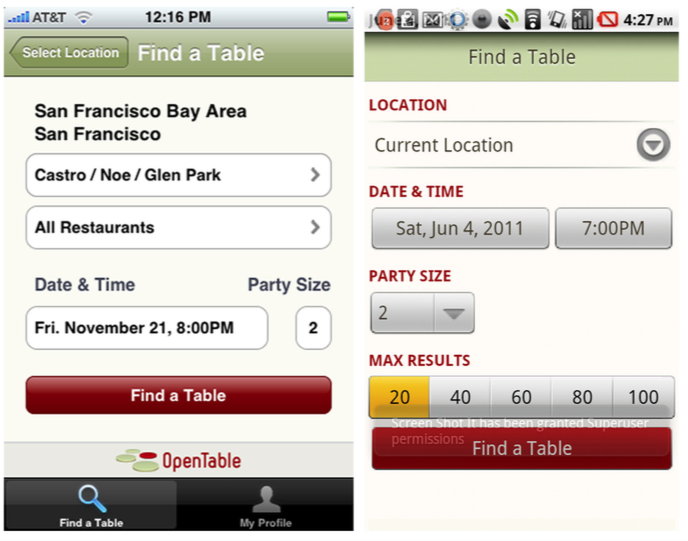 AT&T 12:16 PM
Select Location Find a Table
San Francisco Bay Area
San Francisco
Castro / Noe / Glen Park
All Restaurants
Date & Time Party Size
Fri. November 21, 8:00PM 2
Find a Table
OpenTable
Find a Table My Profile
4:27 PM
Find a Table
LOCATION
Current Location
DATE & TIME
Sat, Jun 4, 2011 7:00PM
PARTY SIZE
2
MAX RESULTS
20 40 60 80 100
Screen Shot It has been granted Superuser
permissions
Find a Table